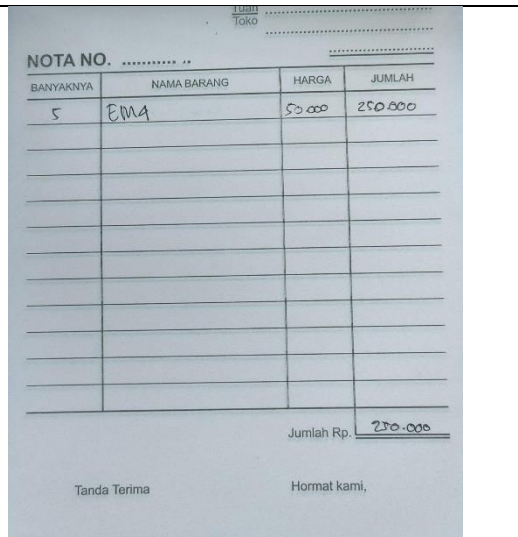 Tuan
Toko
NOTA NO. ........... ..
BANYAKNYA NAMA BARANG HARGA JUMLAH
5 EM4 50.000 250.000
Jumlah Rp. 250.000
Tanda Terima Hormat kami,